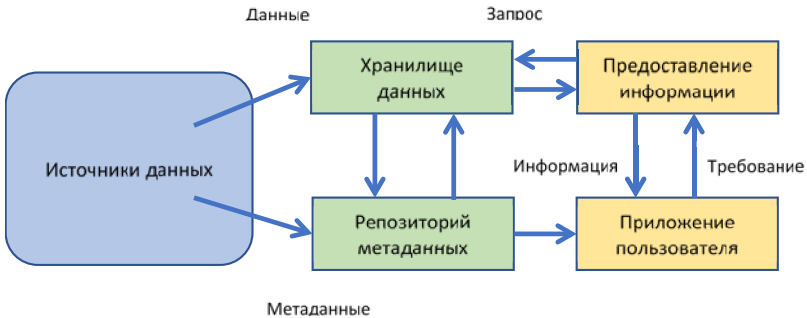 Данные
Запрос
Хранилище
данных
Предоставление
информации
Источники данных
Информация
Требование
Репозиторий
метаданных
Приложение
пользователя
Метаданные